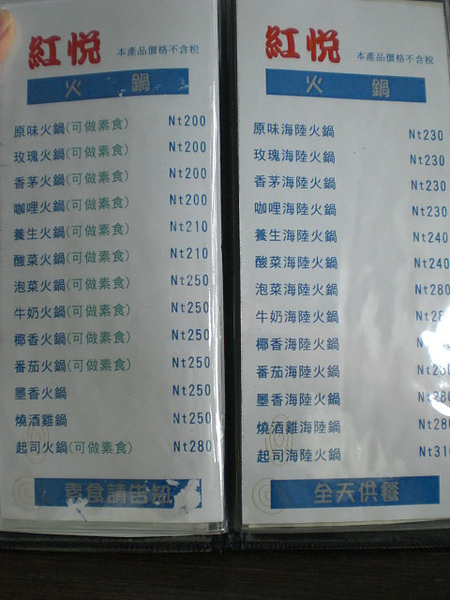 紅悦 本產品價格不含稅
火 鍋
原味火鍋(可做素食) Nt200
玫瑰火鍋(可做素食) Nt200
香茅火鍋(可做素食) Nt200
咖哩火鍋(可做素食) Nt200
養生火鍋(可做素食) Nt210
酸菜火鍋(可做素食) Nt210
泡菜火鍋(可做素食) Nt250
牛奶火鍋(可做素食) Nt250
椰香火鍋(可做素食) Nt250
番茄火鍋(可做素食) Nt250
墨香火鍋 Nt250
燒酒雞鍋 Nt250
起司火鍋(可做素食) Nt280
素食請告知
紅悦 本產品價格不含稅
火 鍋
原味海陸火鍋 Nt230
玫瑰海陸火鍋 Nt230
香茅海陸火鍋 Nt230
咖哩海陸火鍋 Nt230
養生海陸火鍋 Nt240
酸菜海陸火鍋 Nt240
泡菜海陸火鍋 Nt280
牛奶海陸火鍋
椰香海陸火鍋
番茄海陸火鍋
墨香海陸火鍋 Nt280
燒酒雞海陸鍋 Nt280
起司海陸火鍋 Nt310
全天供餐